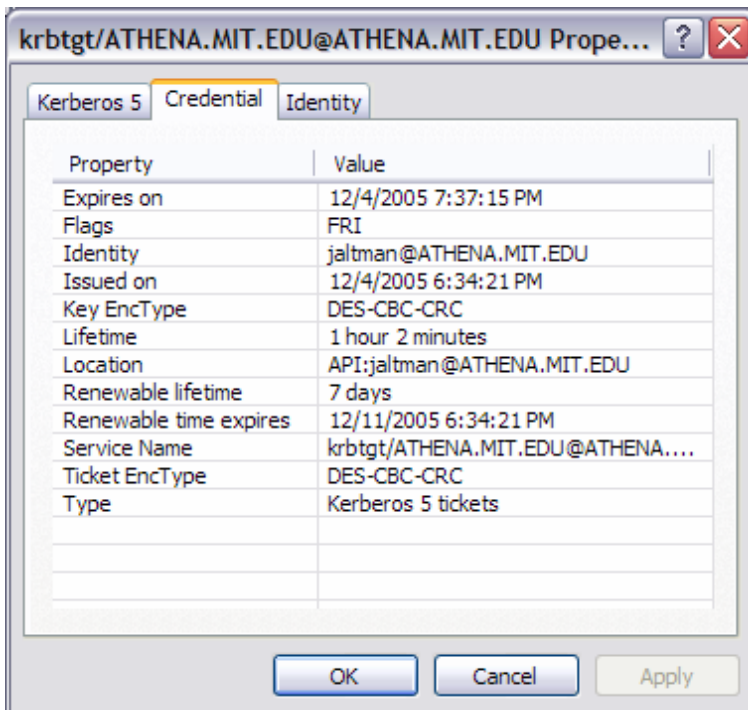 krbtgt/ATHENA.MIT.EDU@ATHENA.MIT.EDU Prope... ?
Kerberos 5 Credential Identity
Property Value
Expires on 12/4/2005 7:37:15 PM
Flags FRI
Identity jaltman@ATHENA.MIT.EDU
Issued on 12/4/2005 6:34:21 PM
Key EncType DES-CBC-CRC
Lifetime 1 hour 2 minutes
Location API:jaltman@ATHENA.MIT.EDU
Renewable lifetime 7 days
Renewable time expires 12/11/2005 6:34:21 PM
Service Name krbtgt/ATHENA.MIT.EDU@ATHENA....
Ticket EncType DES-CBC-CRC
Type Kerberos 5 tickets
OK Cancel Apply